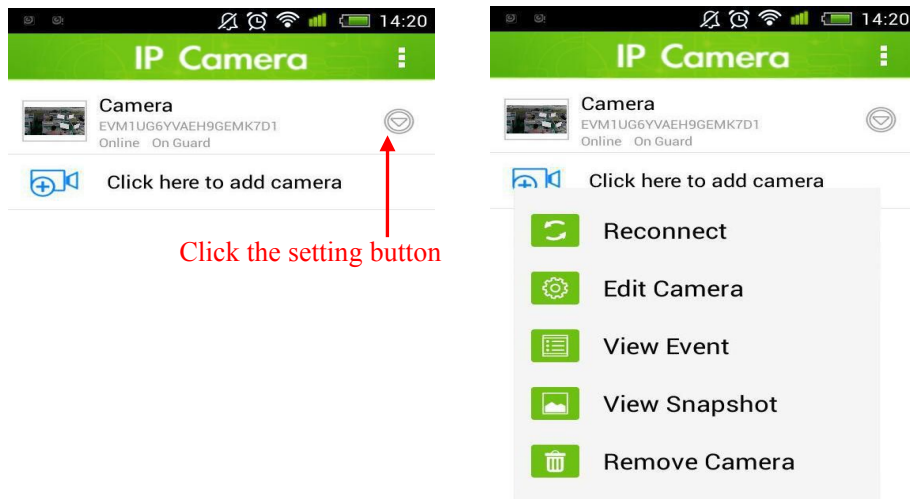 14:20
IP Camera
Camera
EVM1UG6YVAEH9GEMK7D1
Online On Guard
Click here to add camera
Click the setting button
14:20
IP Camera
Camera
EVM1UG6YVAEH9GEMK7D1
Online On Guard
Click here to add camera
Reconnect
Edit Camera
View Event
View Snapshot
Remove Camera